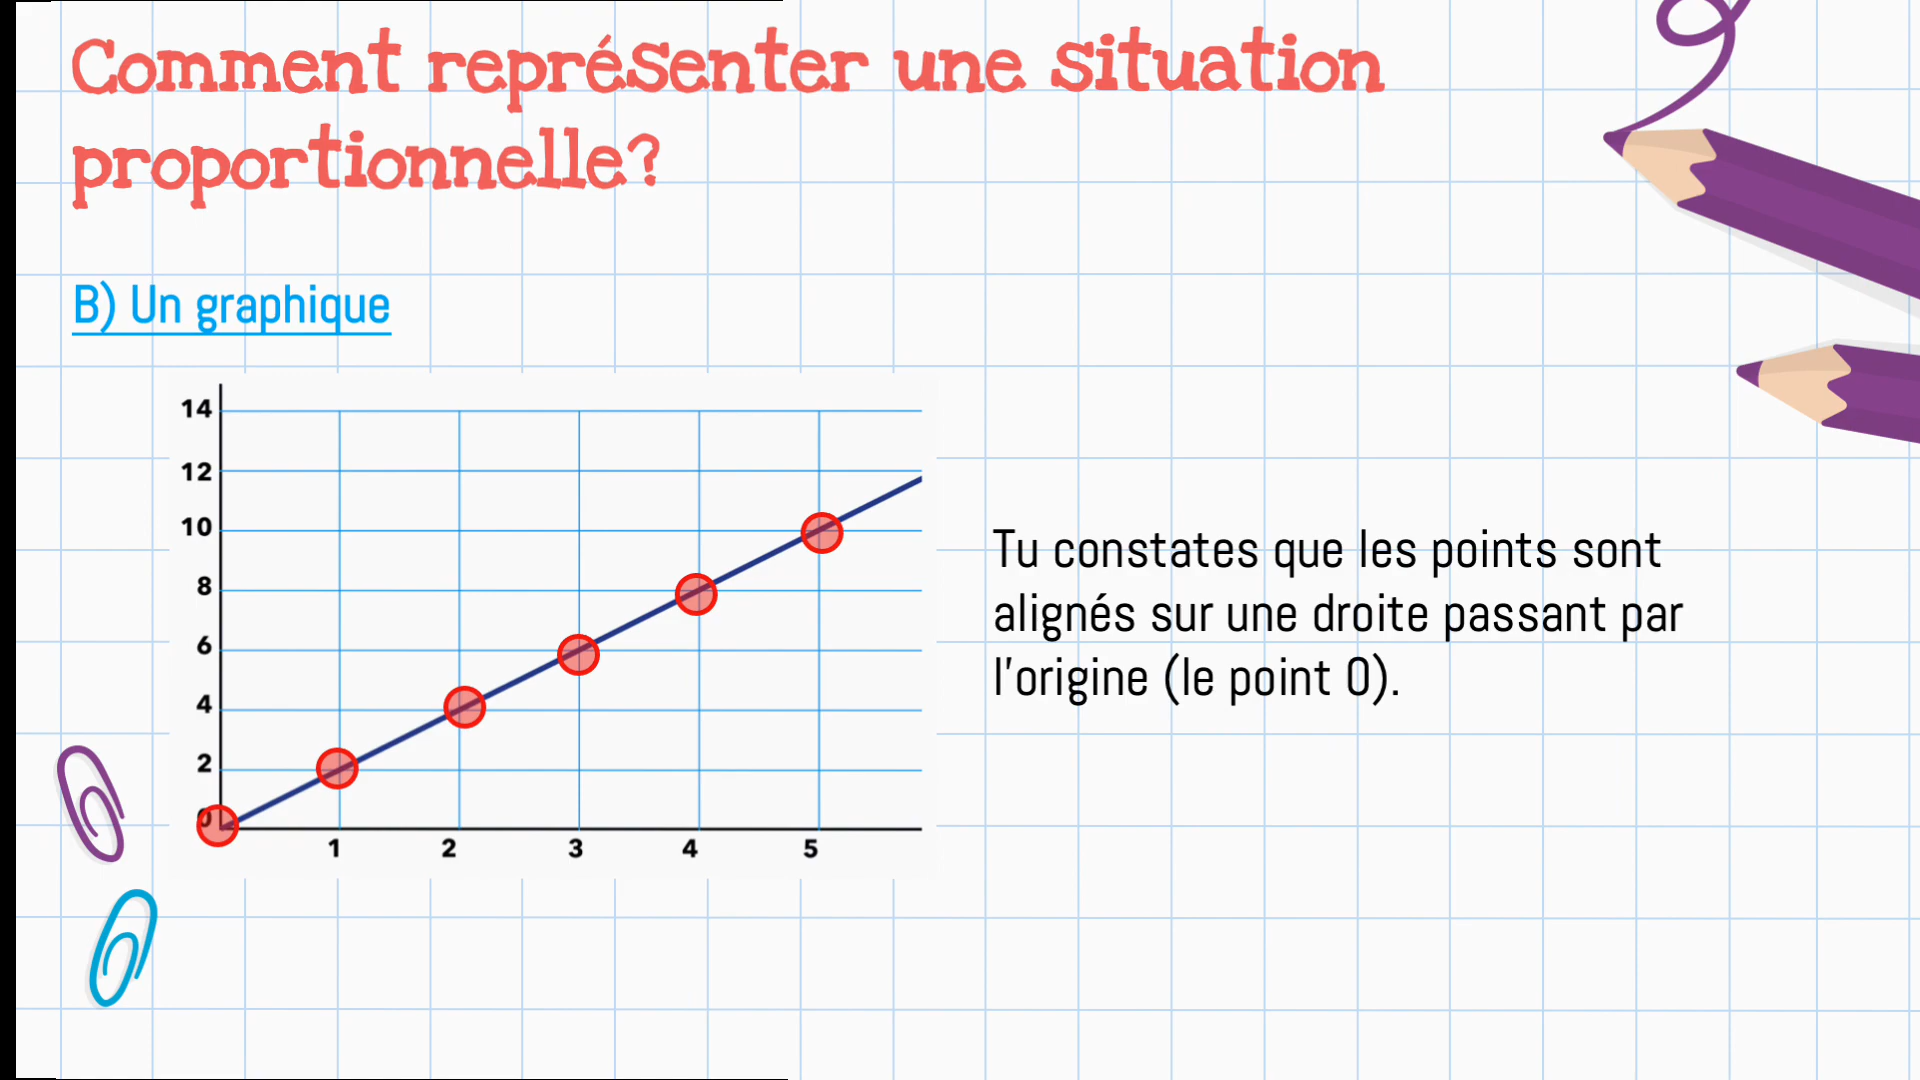 Comment représenter une situation
proportionnelle?
B) Un graphique
14
12
10
8
6
4
2
0
1 2 3 4 5
Tu constates que les points sont
alignés sur une droite passant par
l'origine (le point 0).